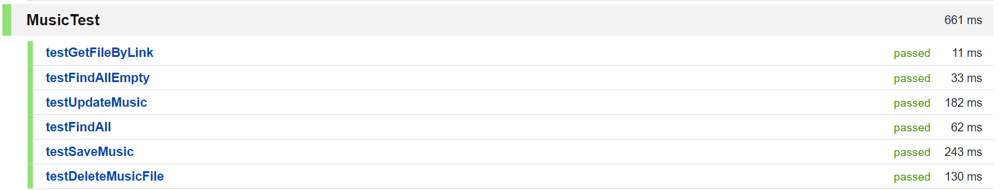 MusicTest 661 ms
testGetFileByLink passed 11 ms
testFindAllEmpty passed 33 ms
testUpdateMusic passed 182 ms
testFindAll passed 62 ms
testSaveMusic passed 243 ms
testDeleteMusicFile passed 130 ms